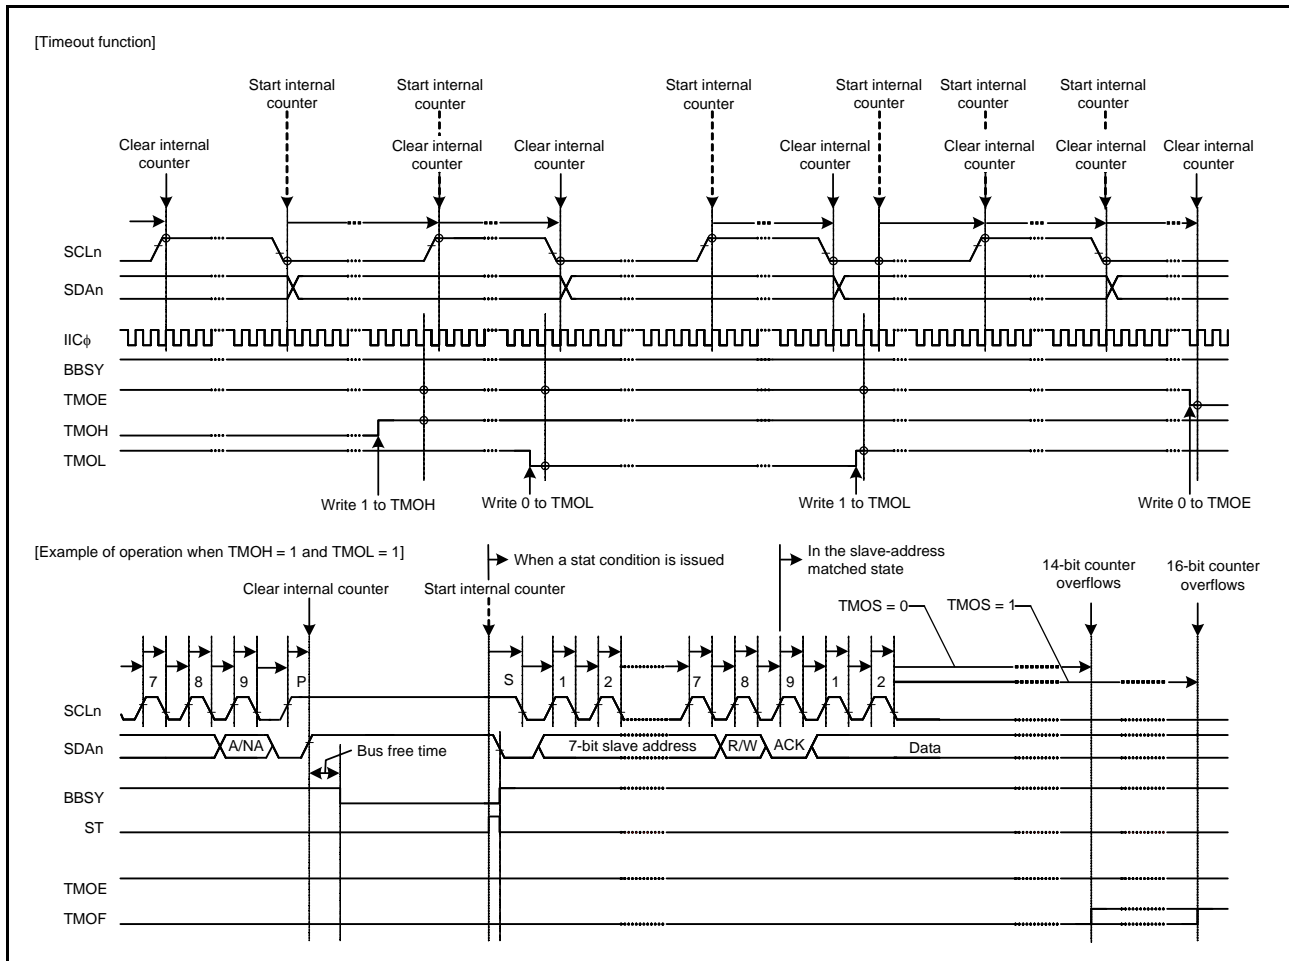 [Timeout function]
Start internal
counter
Start internal
counter
Start internal
counter
Start internal
counter
Start internal
counter
Start internal
counter
Clear internal
counter
Clear internal
counter
Clear internal
counter
Clear internal
counter
Clear internal
counter
Clear internal
counter
Clear internal
counter
SCLn
SDAn
IICϕ
BBSY
TMOE
TMOH
TMOL
Write 1 to TMOH
Write 0 to TMOL
Write 1 to TMOL
Write 0 to TMOE
[Example of operation when TMOH = 1 and TMOL = 1]
When a stat condition is issued
In the slave-address
matched state
14-bit counter
overflows
16-bit counter
overflows
Clear internal counter
Start internal counter
TMOS = 0
TMOS = 1
7 8 9 P S 1 2 7 8 9 1 2
SCLn
SDAn
A/NA
7-bit slave address
R/W
ACK
Data
Bus free time
BBSY
ST
TMOE
TMOF